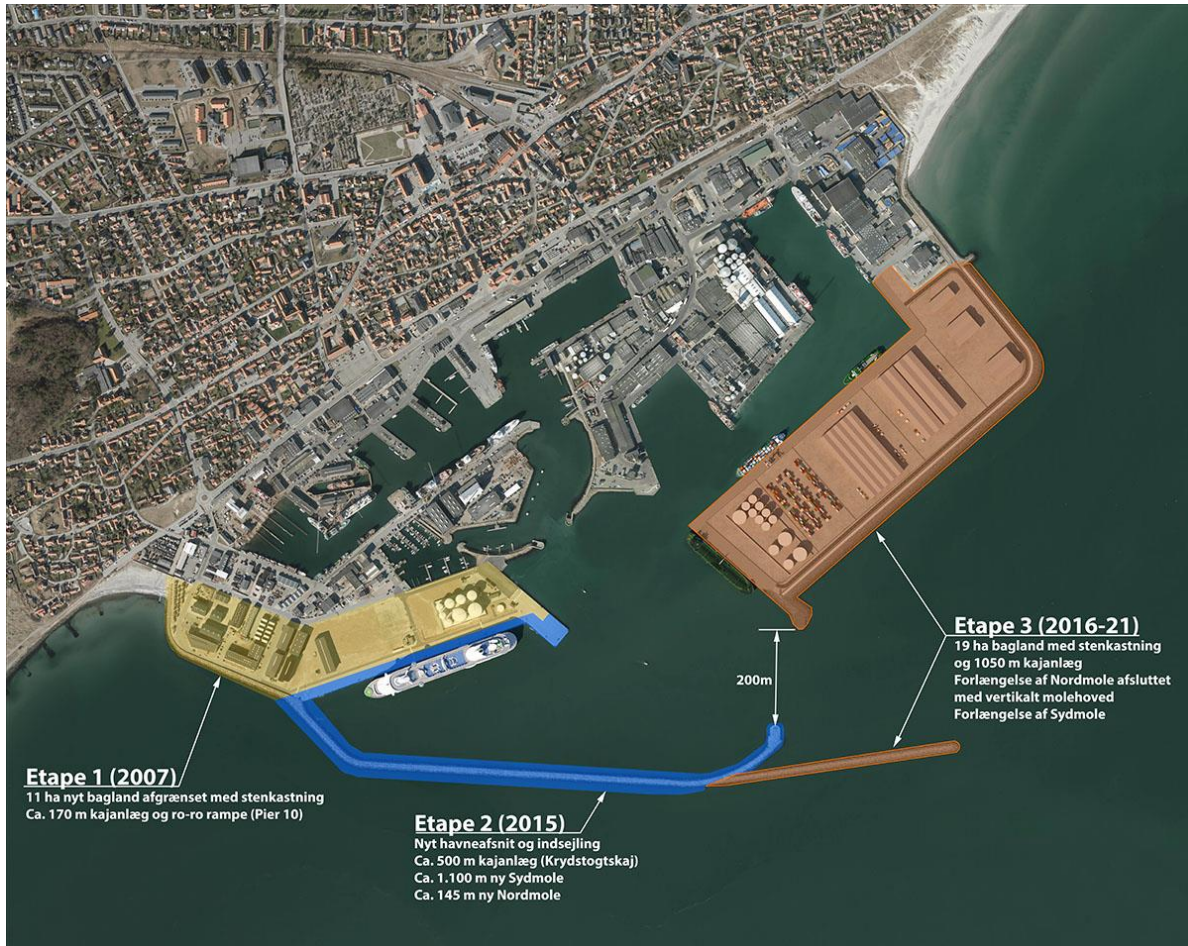 Etape 3 (2016-21)
19 ha bagland med stenkastning
og 1050 m kajanlæg
Forlængelse af Nordmole afsluttet
med vertikalt molehoved
Forlængelse af Sydmole
200m
Etape 1 (2007)
11 ha nyt bagland afgrænset med stenkastning
Ca. 170 m kajanlæg og ro-ro rampe (Pier 10)
Etape 2 (2015)
Nyt havneafsnit og indsejling
Ca. 500 m kajanlæg (Krydstogtskaj)
Ca. 1.100 m ny Sydmole
Ca. 145 m ny Nordmole